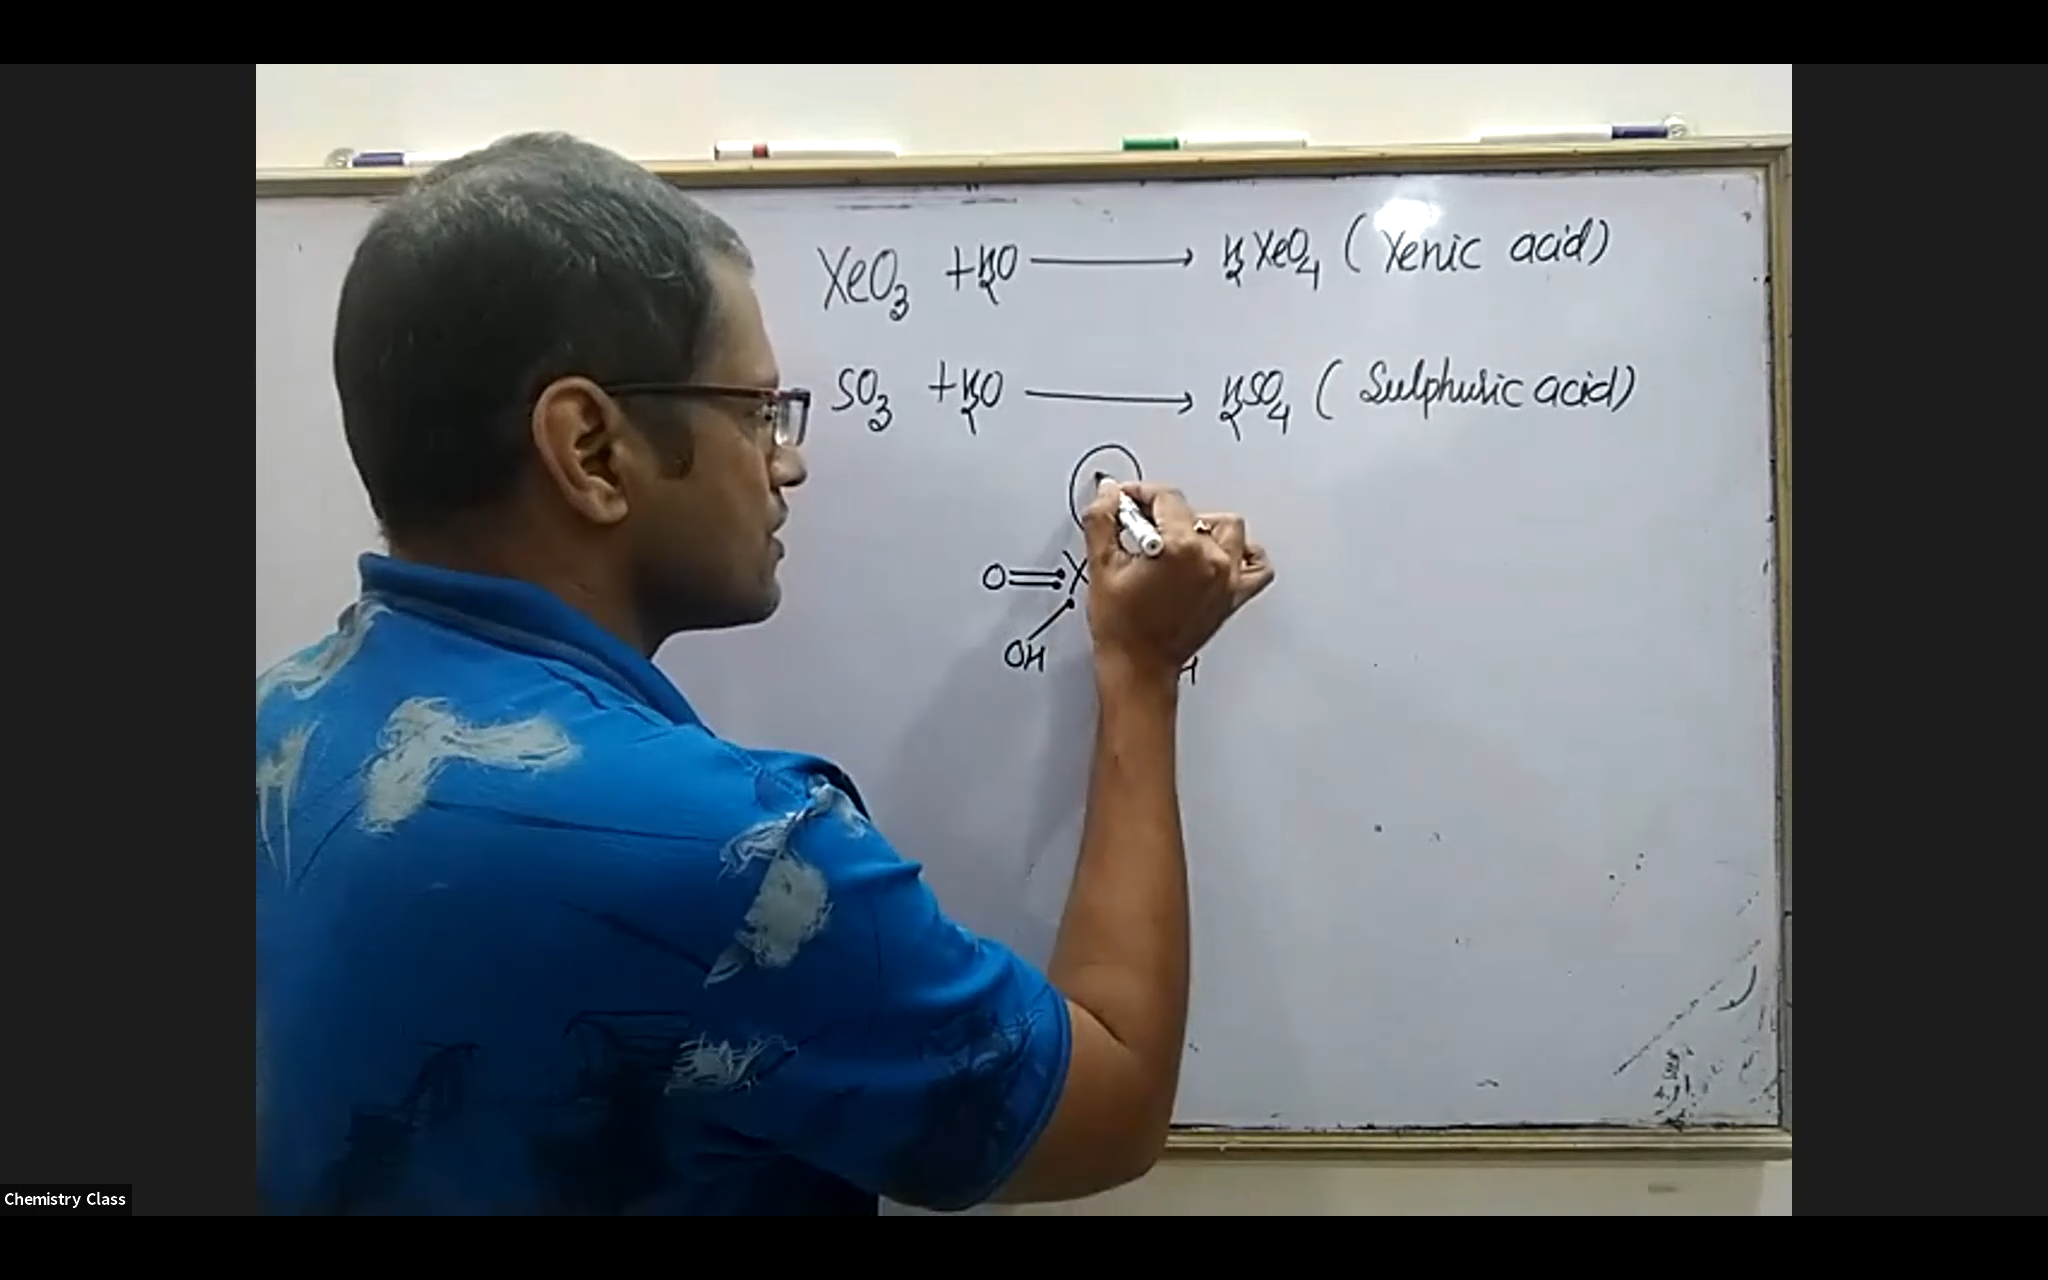 XeO₃ + H₂O ⟶ H₂XeO₄ ( Xenic acid)
SO₃ + H₂O ⟶ H₂SO₄ ( Sulphuric acid)
O=X
OH H
Chemistry Class